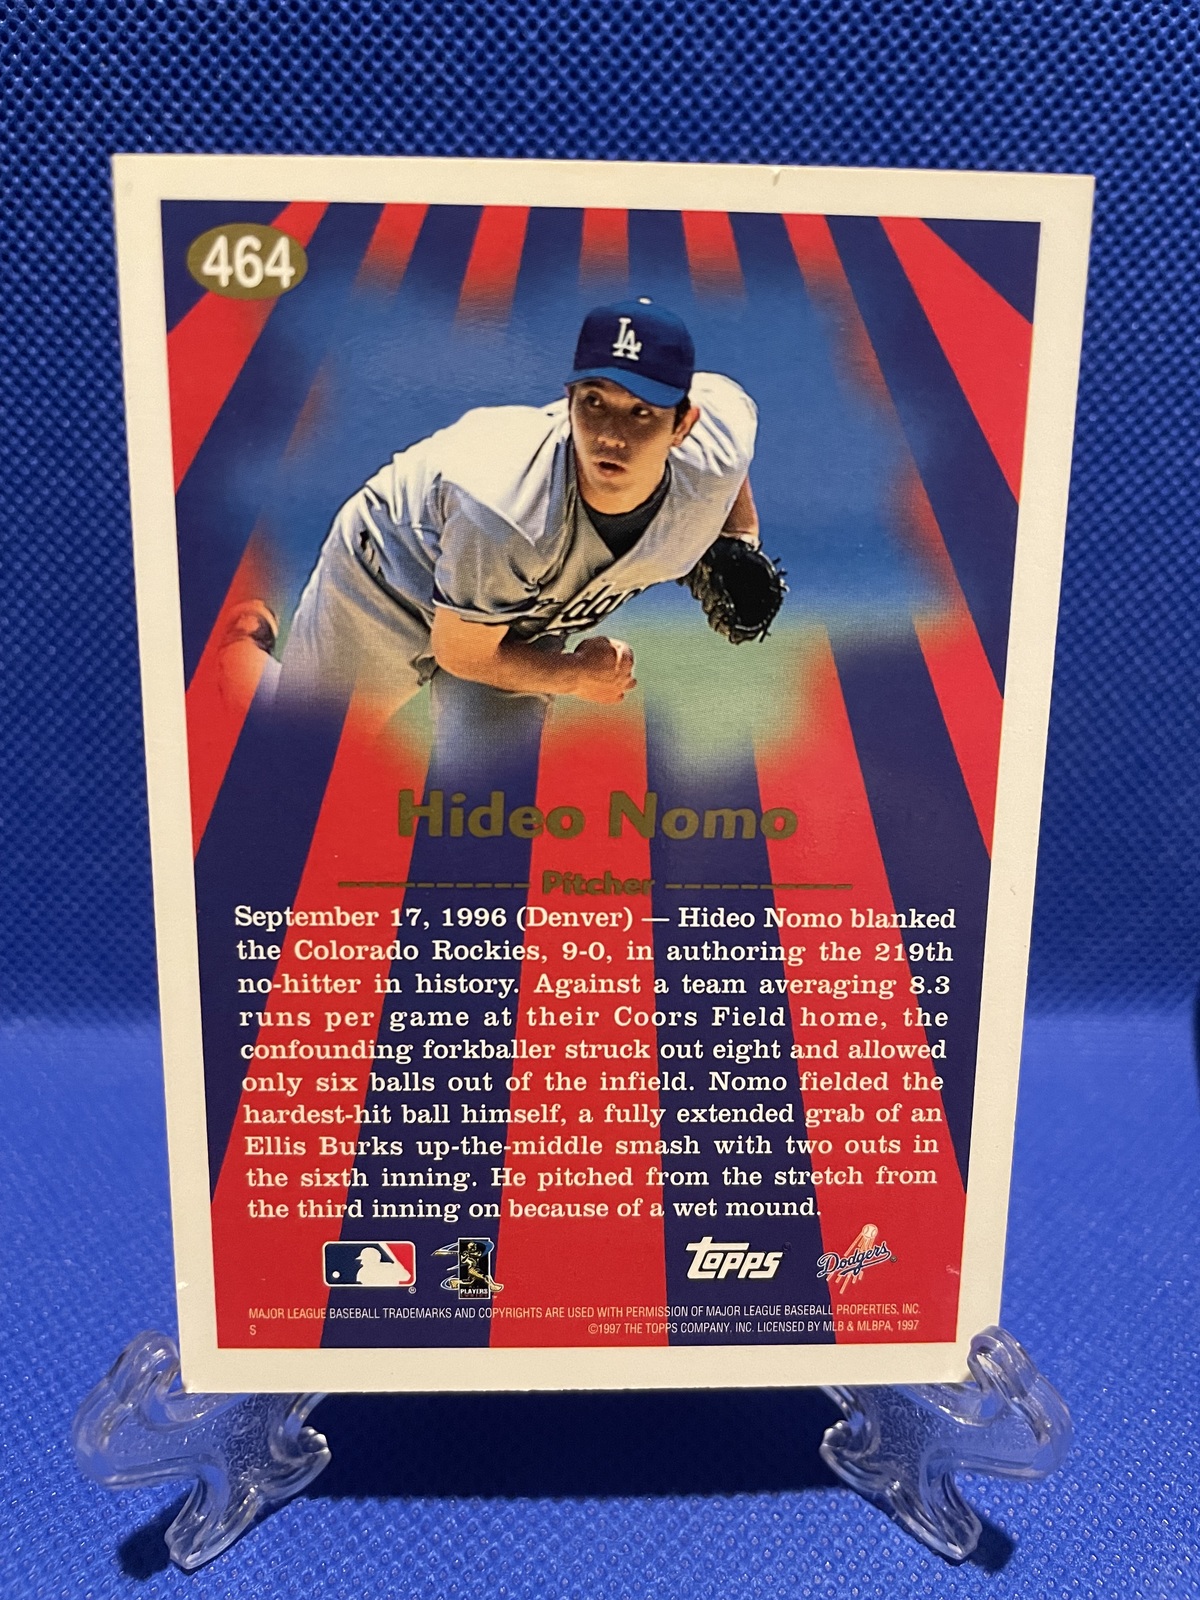 464
LA
Hideo Nomo
Pitcher
September 17, 1996 (Denver) — Hideo Nomo blanked
the Colorado Rockies, 9-0, in authoring the 219th
no-hitter in history. Against a team averaging 8.3
runs per game at their Coors Field home, the
confounding forkballer struck out eight and allowed
only six balls out of the infield. Nomo fielded the
hardest-hit ball himself, a fully extended grab of an
Ellis Burks up-the-middle smash with two outs in
the sixth inning. He pitched from the stretch from
the third inning on because of a wet mound.
PLAYERS
Topps
Dodgers
MAJOR LEAGUE BASEBALL TRADEMARKS AND COPYRIGHTS ARE USED WITH PERMISSION OF MAJOR LEAGUE BASEBALL PROPERTIES, INC.
S ©1997 THE TOPPS COMPANY, INC. LICENSED BY MLB & MLBPA, 1997